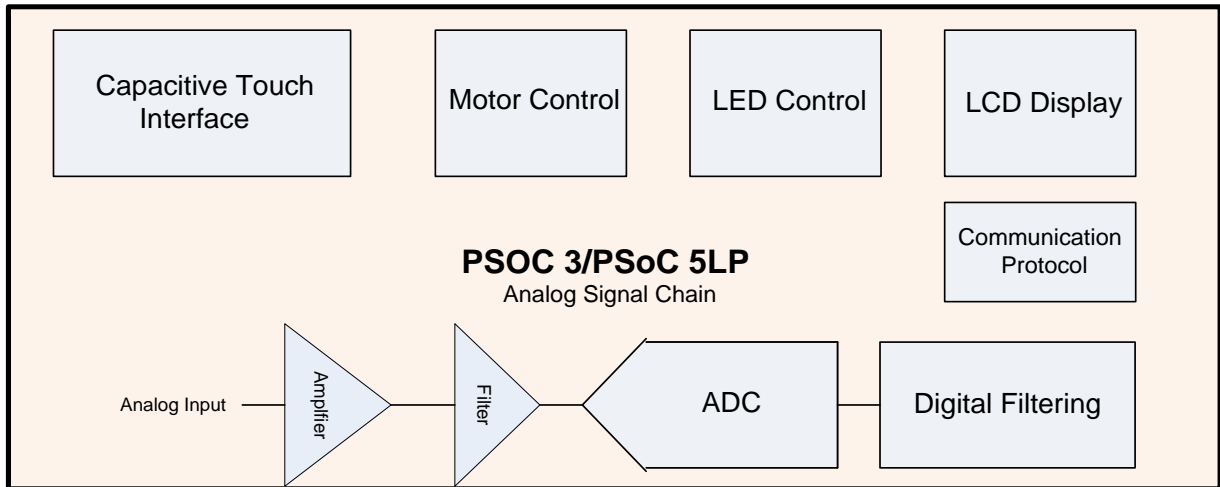 Capacitive Touch
Interface
Motor Control
LED Control
LCD Display
Communication
Protocol
PSOC 3/PSoC 5LP
Analog Signal Chain
Analog Input
Amplfier
Filter
ADC
Digital Filtering